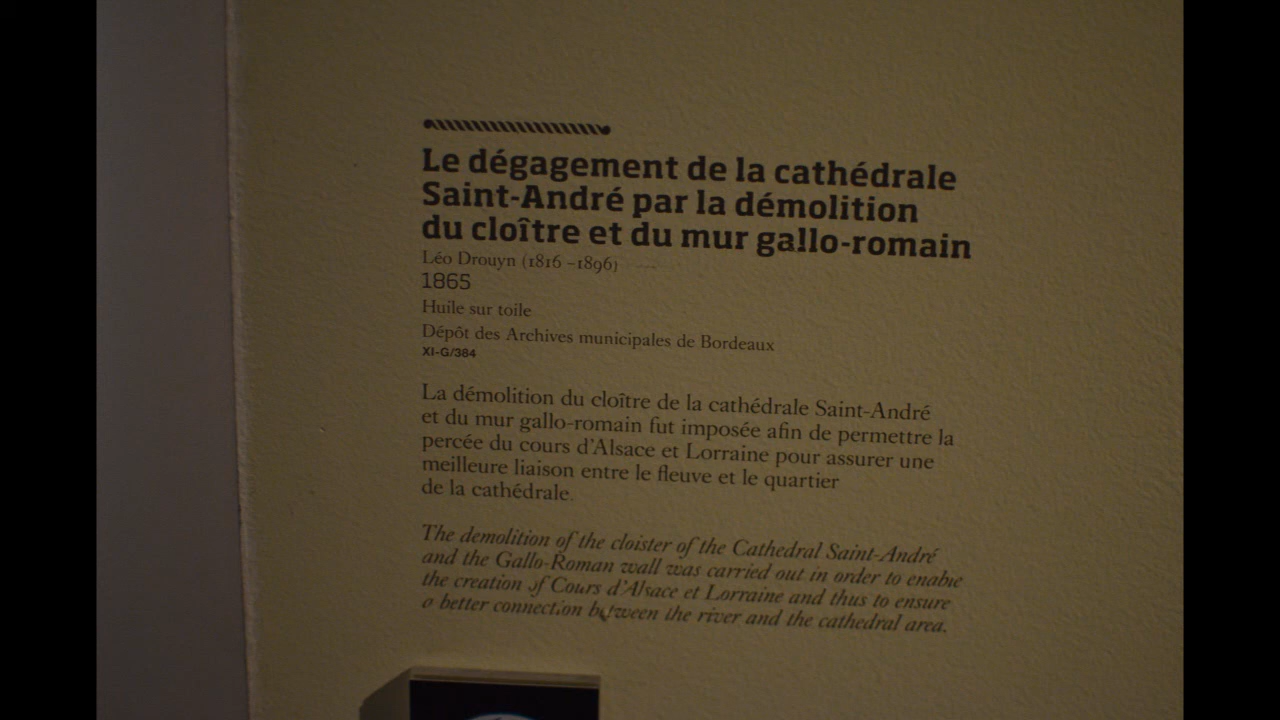 Le dégagement de la cathédrale
Saint-André par la démolition
du cloître et du mur gallo-romain
Léo Drouyn (1816 –1896)
1865
Huile sur toile
Dépôt des Archives municipales de Bordeaux
XI-G/384
La démolition du cloître de la cathédrale Saint-André
et du mur gallo-romain fut imposée afin de permettre la
percée du cours d'Alsace et Lorraine pour assurer une
meilleure liaison entre le fleuve et le quartier
de la cathédrale.
The demolition of the cloister of the Cathedral Saint-André
and the Gallo-Roman wall was carried out in order to enable
the creation of Cours d'Alsace et Lorraine and thus to ensure
a better connection between the river and the cathedral area.